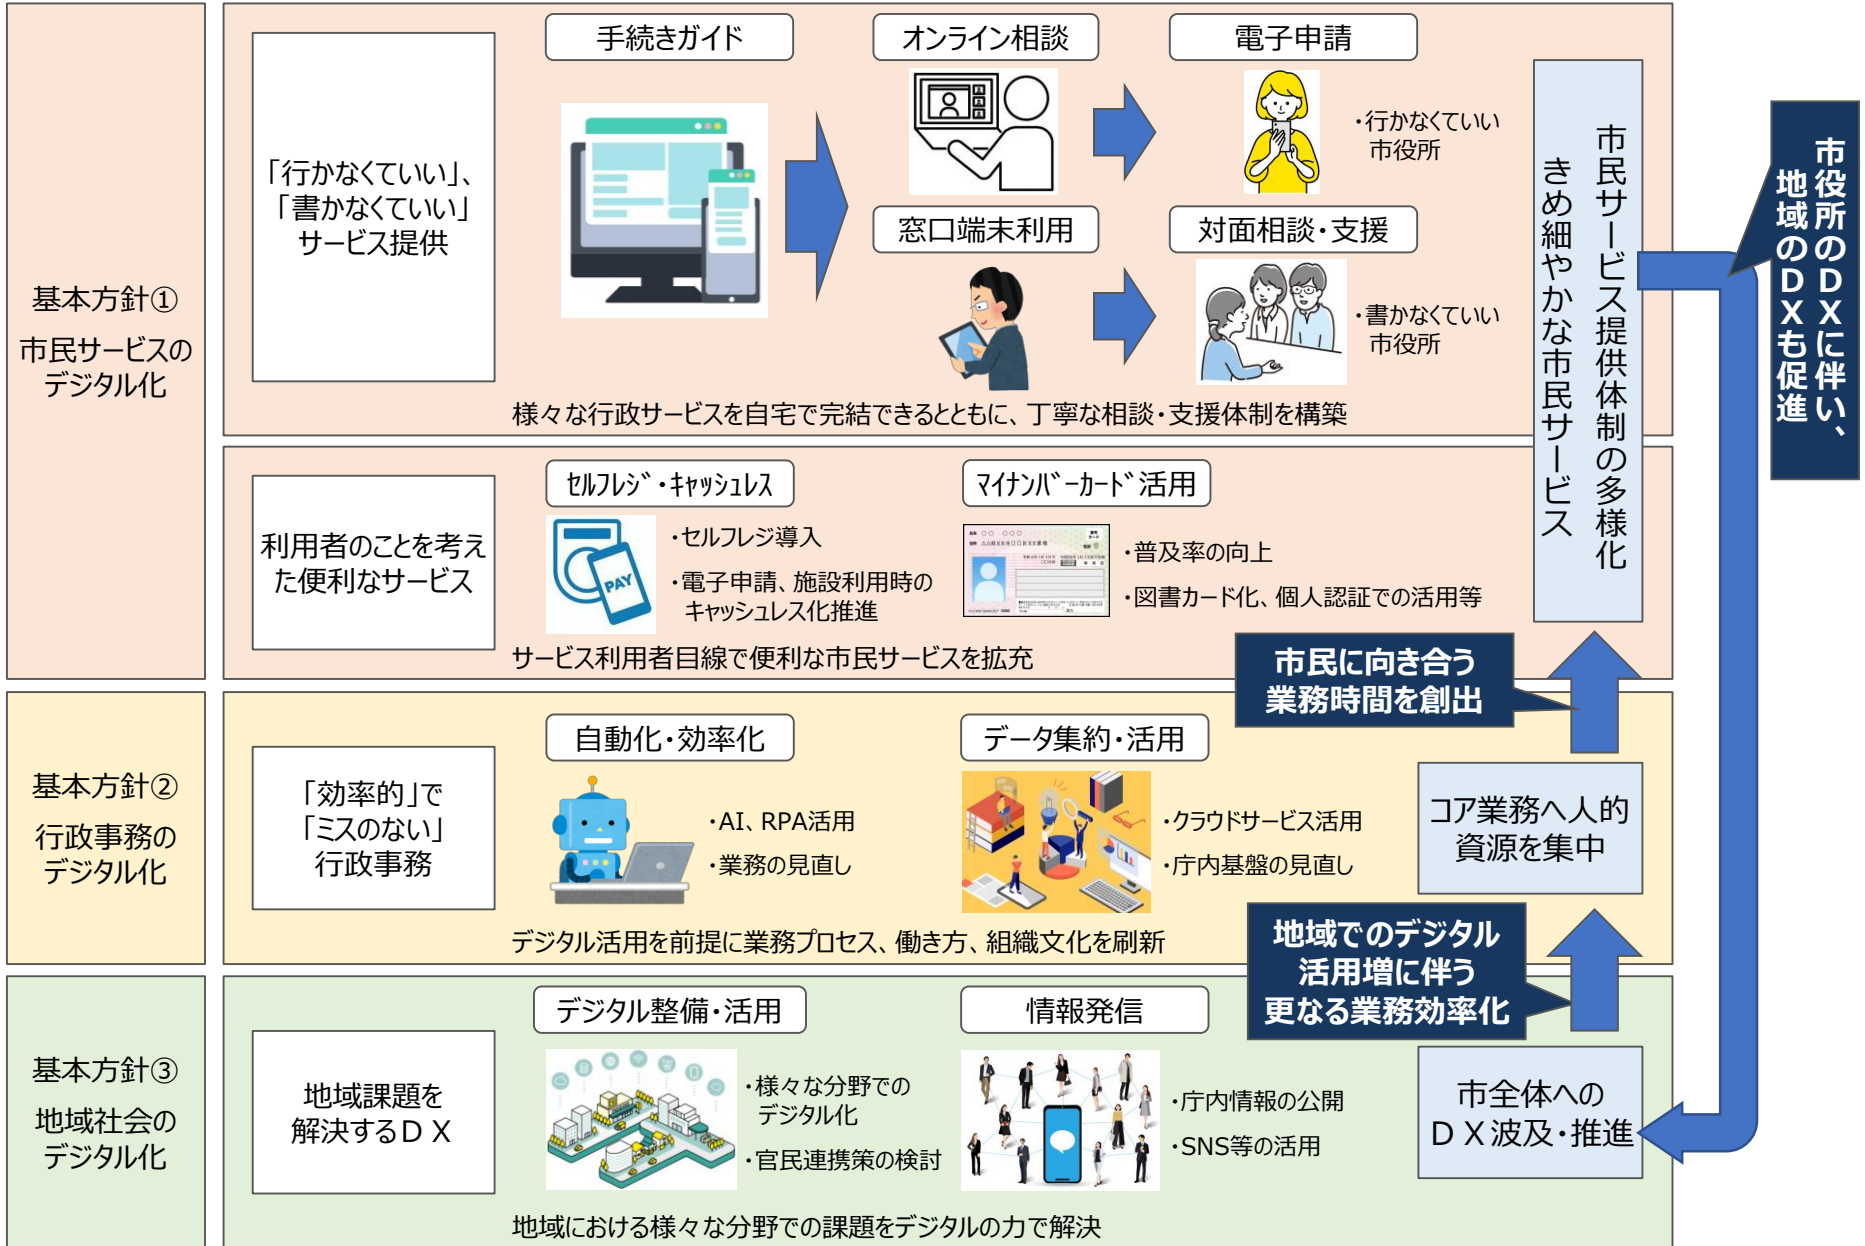 基本方針①
市民サービスの
デジタル化
「行かなくていい」、
「書かなくていい」
サービス提供
手続きガイド
オンライン相談
電子申請
・行かなくていい
市役所
窓口端末利用
対面相談・支援
・書かなくていい
市役所
様々な行政サービスを自宅で完結できるとともに、丁寧な相談・支援体制を構築
利用者のことを考え
た便利なサービス
ｾﾙﾌﾚｼﾞ・ｷｬｯｼｭﾚｽ
PAY
・セルフレジ導入
・電子申請、施設利用時の
キャッシュレス化推進
ﾏｲﾅﾝﾊﾞｰｶｰﾄﾞ活用
・普及率の向上
・図書カード化、個人認証での活用等
サービス利用者目線で便利な市民サービスを拡充
市民サービス提供体制の多様化
きめ細やかな市民サービス
市役所のＤＸに伴い、
地域のＤＸも促進
市民に向き合う
業務時間を創出
基本方針②
行政事務の
デジタル化
「効率的」で
「ミスのない」
行政事務
自動化・効率化
・AI、RPA活用
・業務の見直し
データ集約・活用
・クラウドサービス活用
・庁内基盤の見直し
コア業務へ人的
資源を集中
デジタル活用を前提に業務プロセス、働き方、組織文化を刷新
地域でのデジタル
活用増に伴う
更なる業務効率化
基本方針③
地域社会の
デジタル化
地域課題を
解決するＤＸ
デジタル整備・活用
・様々な分野での
デジタル化
・官民連携策の検討
情報発信
・庁内情報の公開
・SNS等の活用
市全体への
ＤＸ波及・推進
地域における様々な分野での課題をデジタルの力で解決